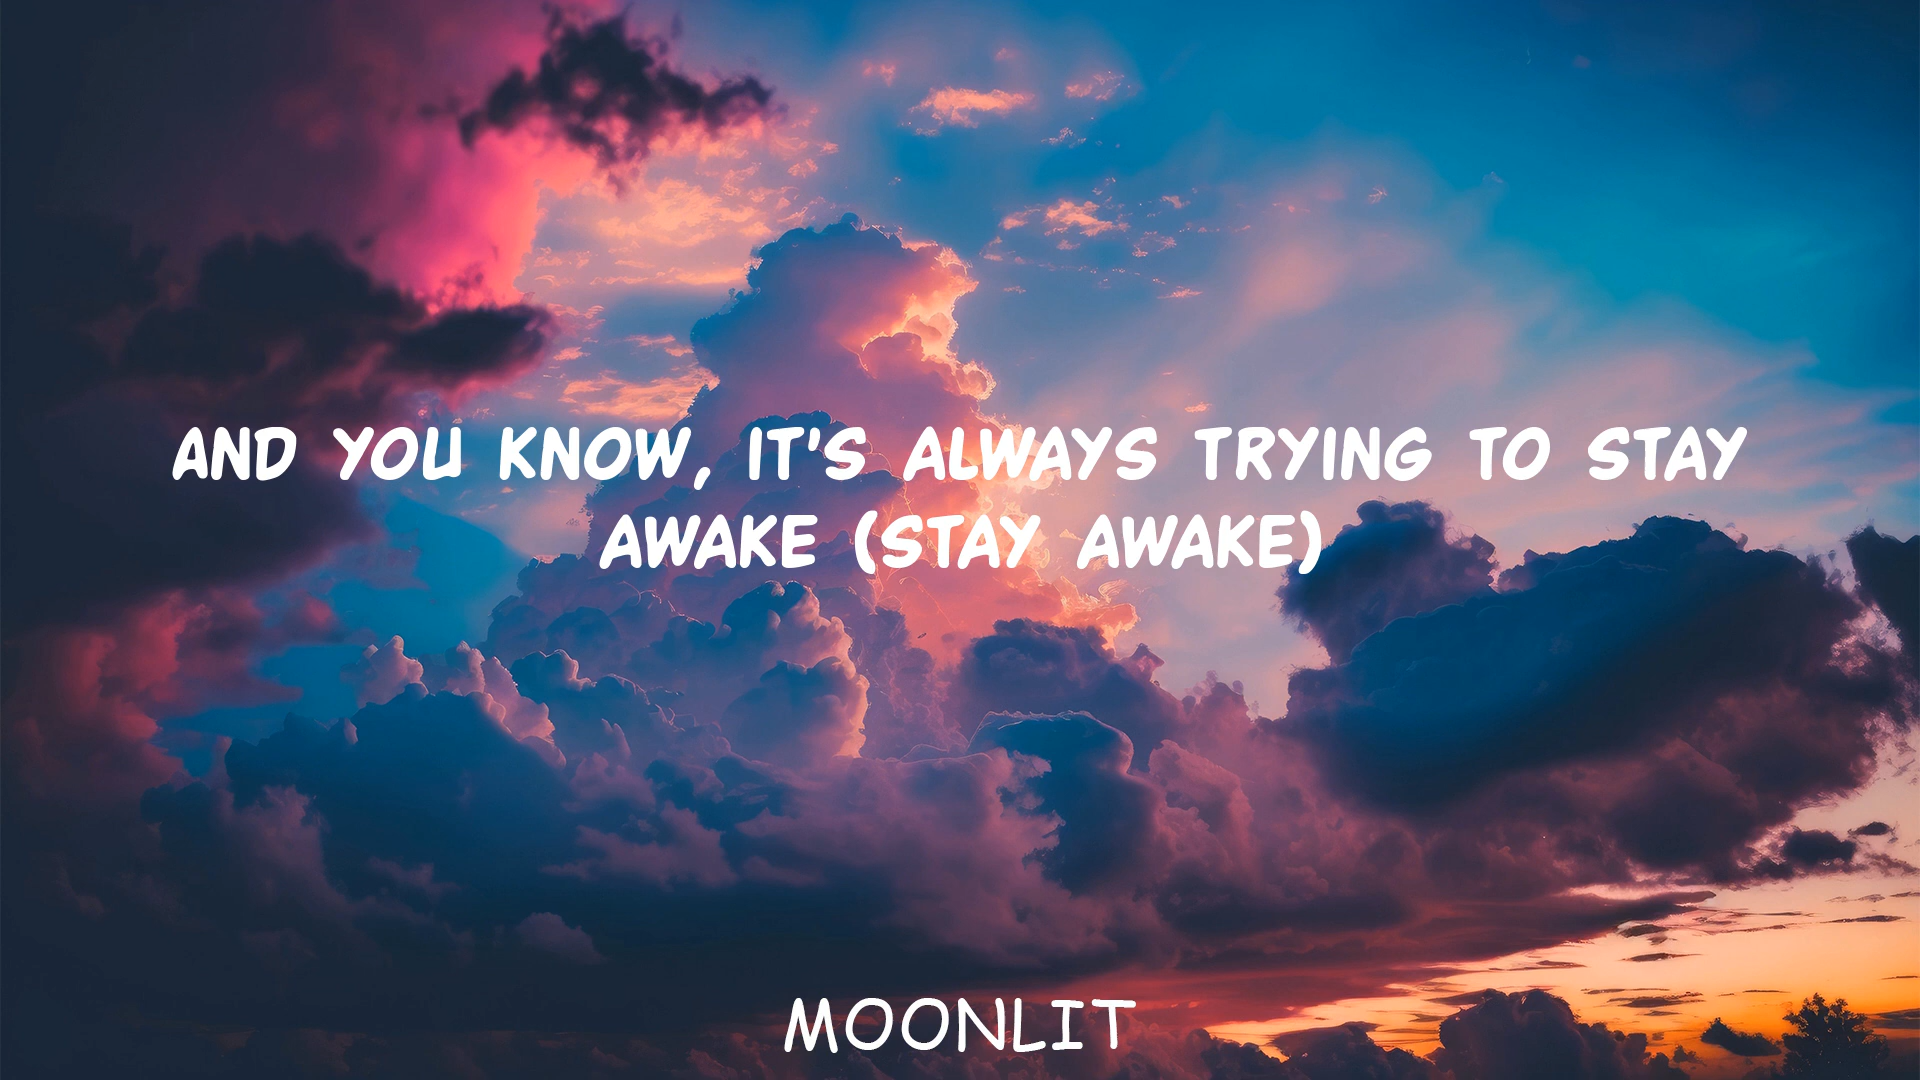 AND YOU KNOW, IT'S ALWAYS TRYING TO STAY
AWAKE (STAY AWAKE)
MOONLIT